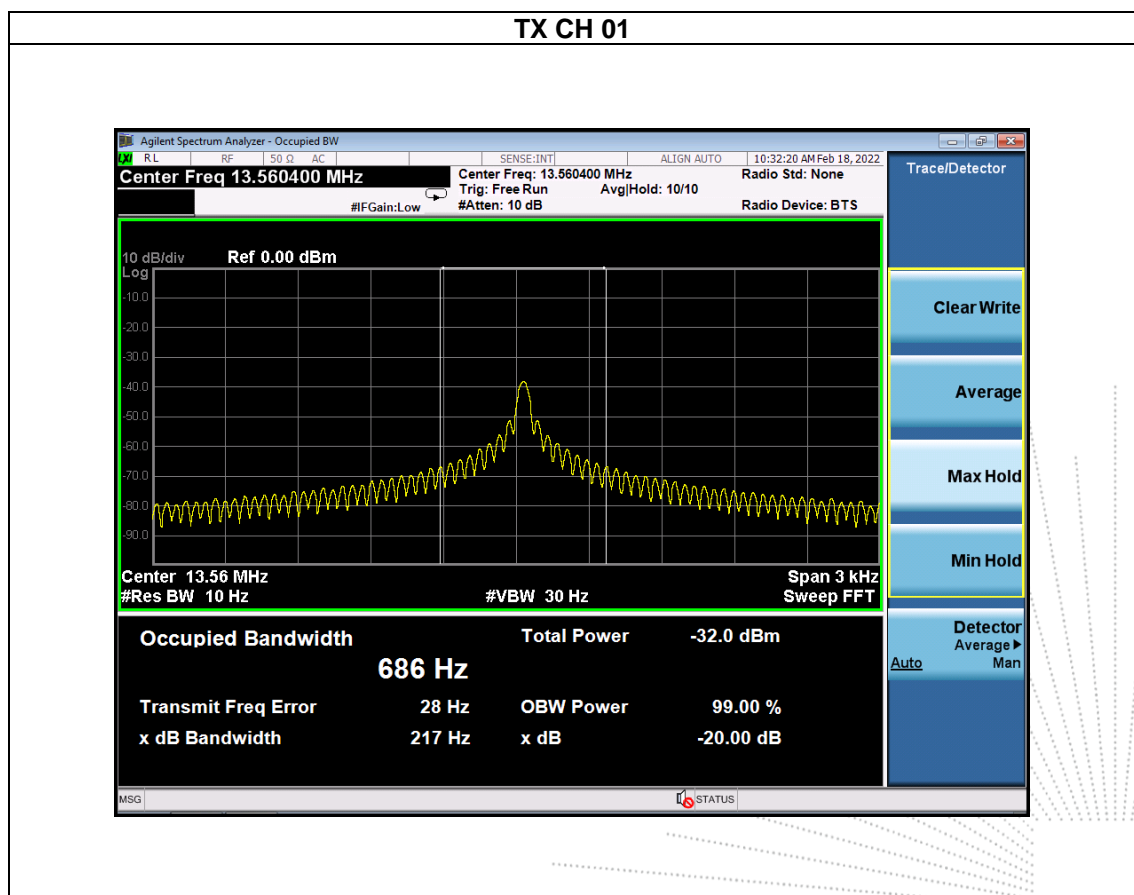 TX CH 01
Agilent Spectrum Analyzer - Occupied BW
LXI RL RF 50 Ω AC SENSE:INT ALIGN AUTO 10:32:20 AM Feb 18, 2022
Center Freq 13.560400 MHz
Center Freq: 13.560400 MHz Radio Std: None
Trig: Free Run Avg|Hold: 10/10
#IFGain:Low #Atten: 10 dB Radio Device: BTS
Trace/Detector
10 dB/div Ref 0.00 dBm
Log
-10.0
-20.0
-30.0
-40.0
-50.0
-60.0
-70.0
-80.0
-90.0
Center 13.56 MHz Span 3 kHz
#Res BW 10 Hz #VBW 30 Hz Sweep FFT
Clear Write
Average
Max Hold
Min Hold
Detector
Average
Auto Man
Occupied Bandwidth Total Power -32.0 dBm
686 Hz
Transmit Freq Error 28 Hz OBW Power 99.00 %
x dB Bandwidth 217 Hz x dB -20.00 dB
MSG STATUS